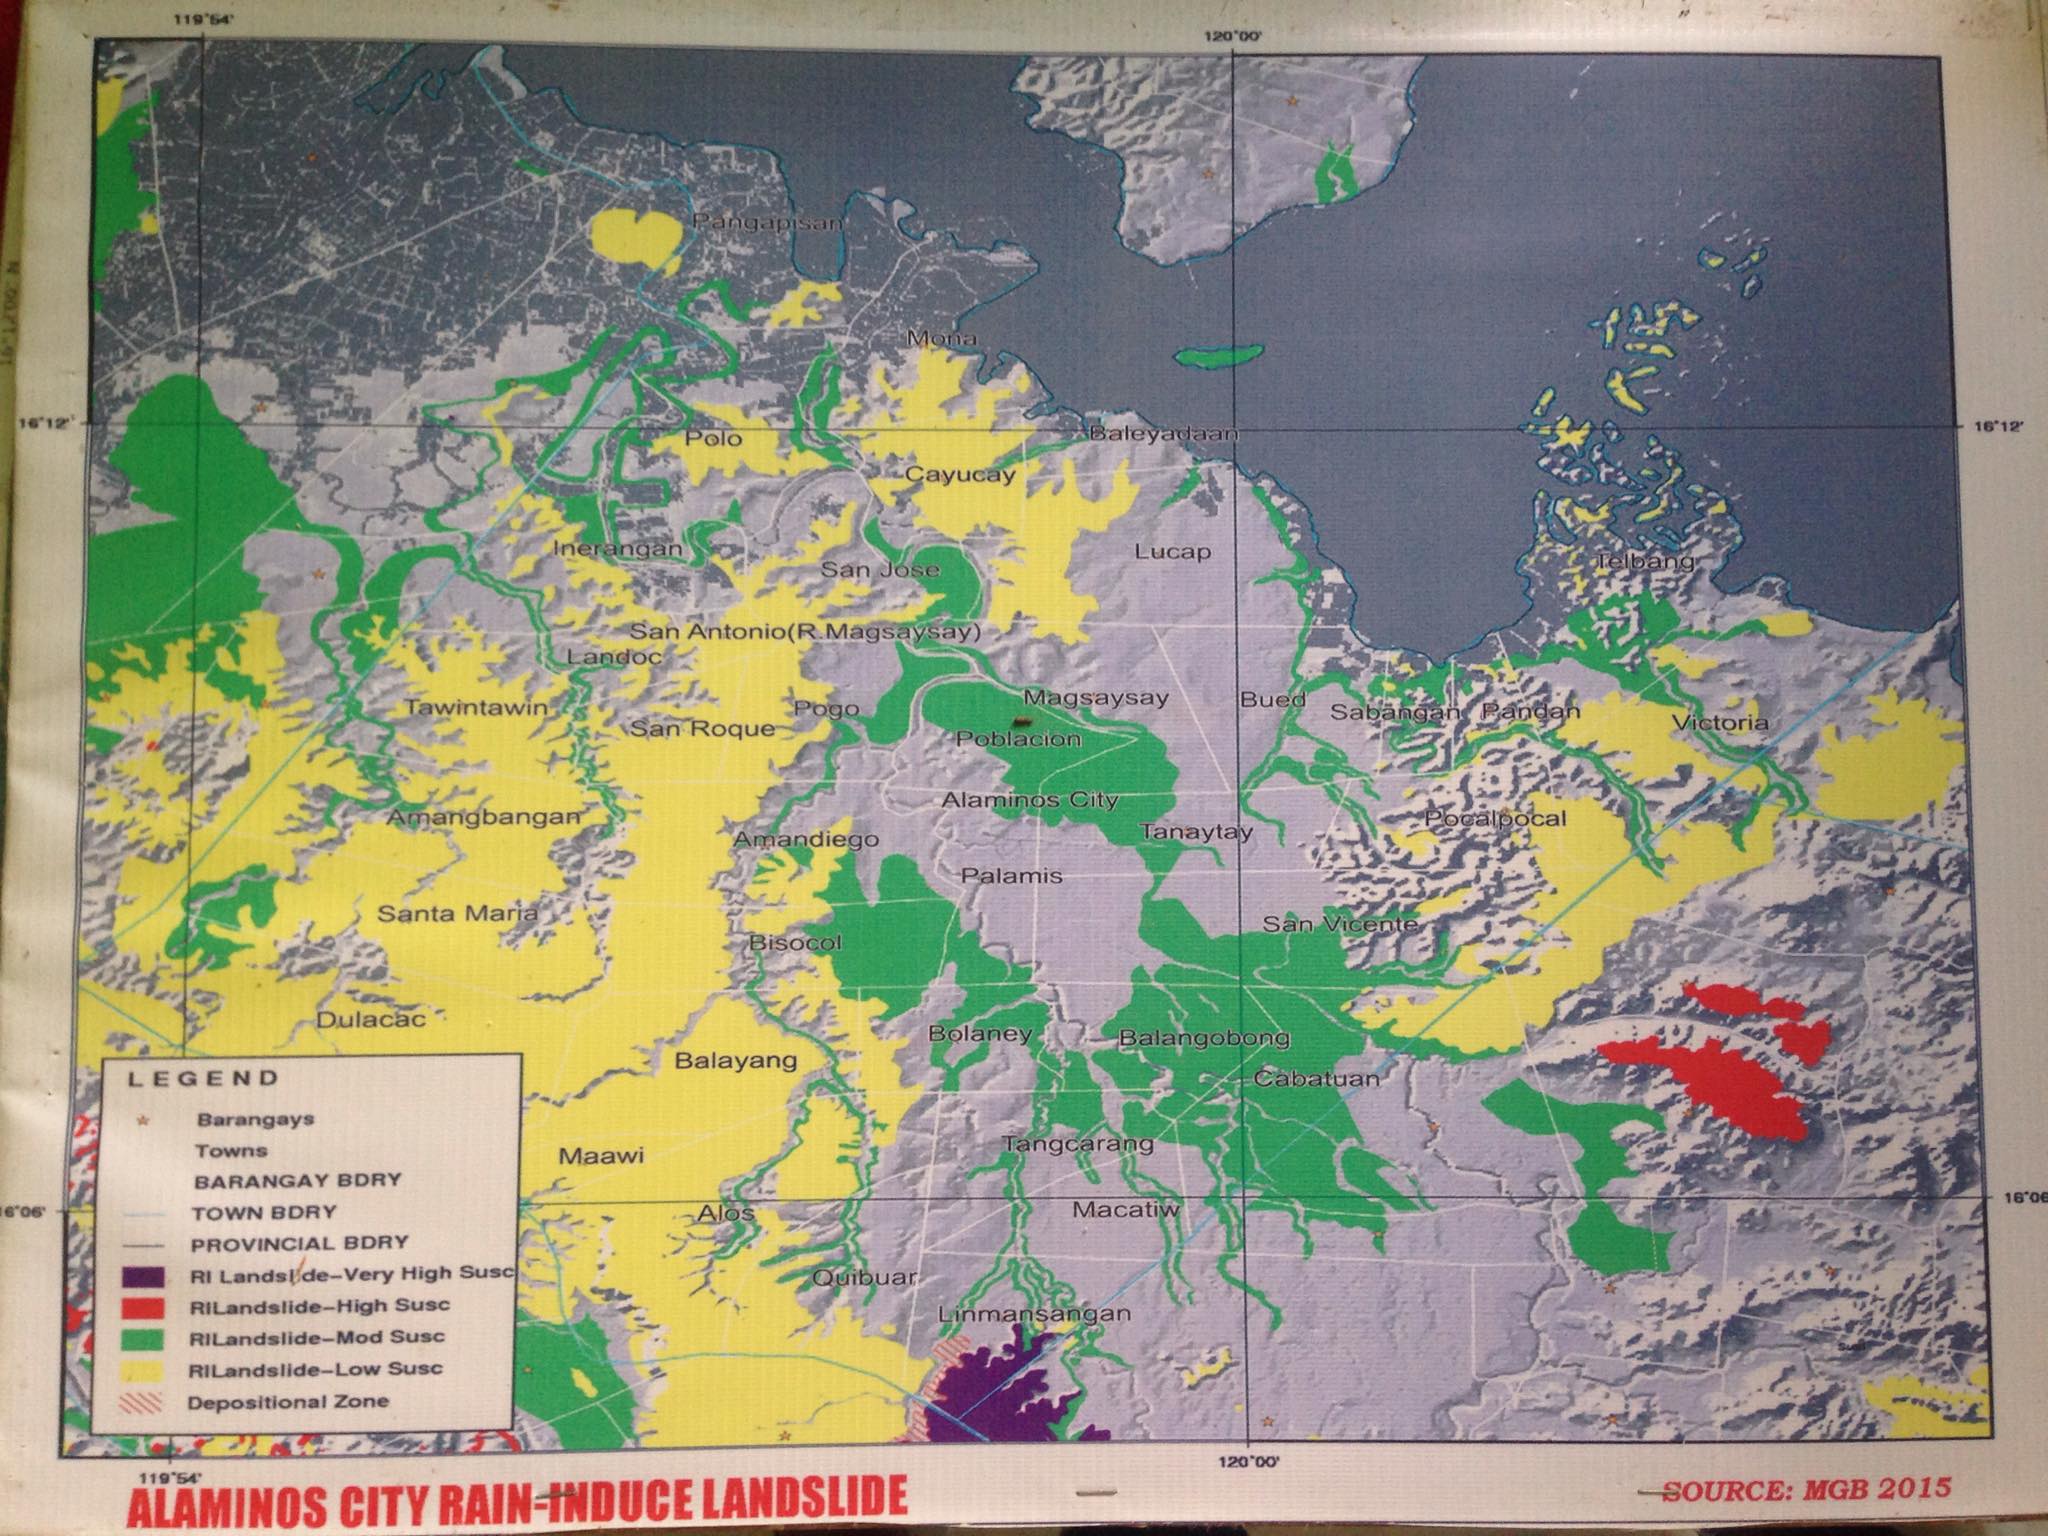 119°54'
120°00'
Pangapisan
Mona
16°12'
16°12'
Polo
Baleyadaan
Cayucay
Inerangan
San Jose
Lucap
Telbang
San Antonio(R.Magsaysay)
Landoc
Tawintawin
San Roque
Pogo
Magsaysay
Bued
Sabangan
Pandan
Victoria
Poblacion
Alaminos City
Amangbangan
Amandiego
Tanaytay
Pocalpocal
Palamis
Santa Maria
Bisocol
San Vicente
Dulacac
Bolaney
Balangobong
Balayang
Cabatuan
Maawi
Tangcarang
16°06'
16°06
Alos
Macatiw
Quibuar
Linmansangan
LEGEND
Barangays
Towns
BARANGAY BDRY
TOWN BDRY
PROVINCIAL BDRY
RI Landslide-Very High Susc
RILandslide-High Susc
RILandslide-Mod Susc
RILandslide-Low Susc
Depositional Zone
119°54'
120°00'
ALAMINOS CITY RAIN-INDUCE LANDSLIDE
SOURCE: MGB 2015